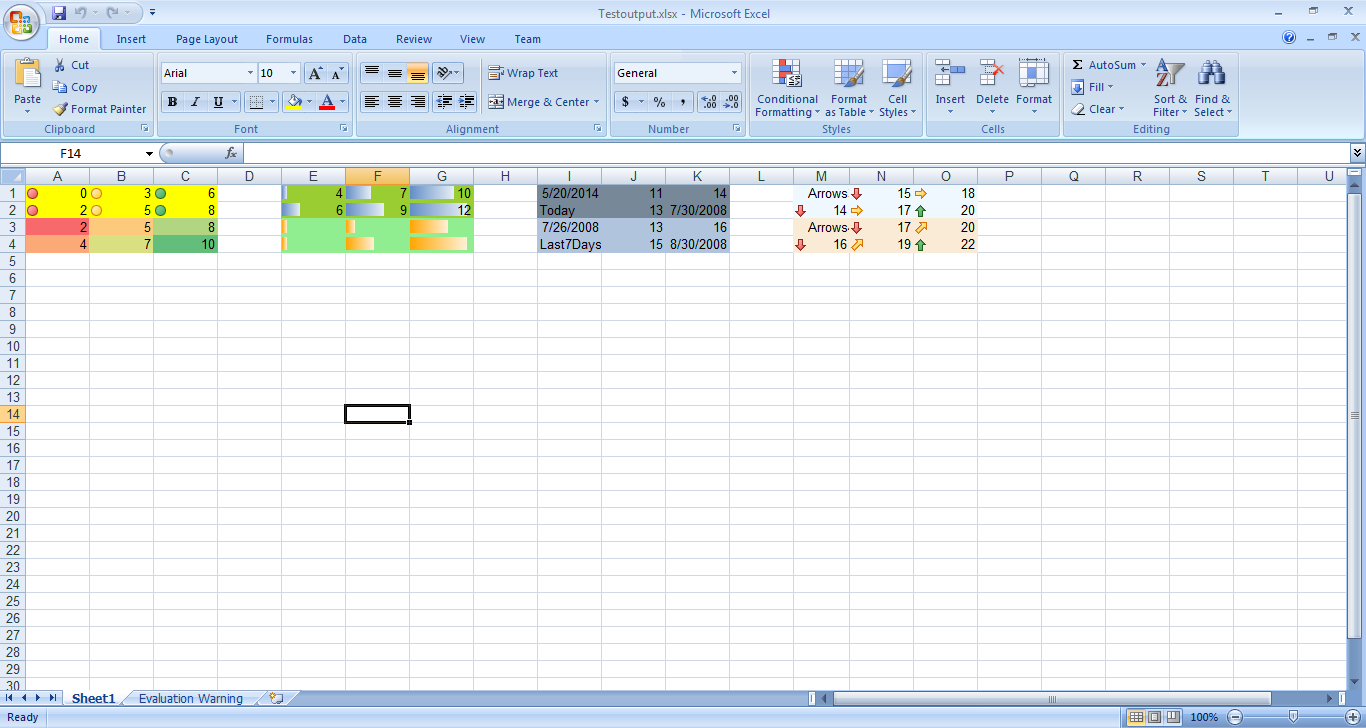 Testoutput.xlsx - Microsoft Excel
Home Insert Page Layout Formulas Data Review View Team
Paste
Cut
Copy
Format Painter
Clipboard
Arial 10 A A
B I U A
Font
Wrap Text
Merge & Center
Alignment
General
$ % , .00 .0
Number
Conditional Formatting
Format as Table
Cell Styles
Styles
Insert Delete Format
Cells
Σ AutoSum
Fill
Clear
Sort & Filter
Find & Select
Editing
F14 fx
A B C D E F G H I J K L M N O P Q R S T U
1 0 3 6 4 7 10 5/20/2014 11 14 Arrows 15 18
2 2 5 8 6 9 12 Today 13 7/30/2008 14 17 20
3 2 5 8 7/26/2008 13 16 Arrows 17 20
4 4 7 10 Last7Days 15 8/30/2008 16 19 22
5
6
7
8
9
10
11
12
13
14
15
16
17
18
19
20
21
22
23
24
25
26
27
28
29
30
Sheet1 Evaluation Warning
Ready 100%